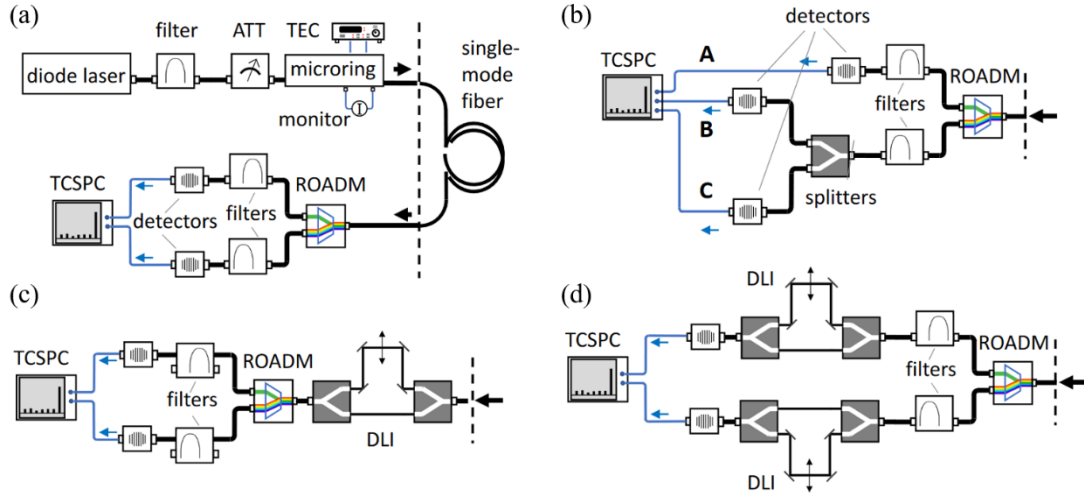 (a)
filter
ATT
TEC
diode laser
microring
monitor
I
single-
mode
fiber
TCSPC
ROADM
detectors
filters
(b)
detectors
TCSPC
A
ROADM
filters
B
C
splitters
(c)
TCSPC
ROADM
filters
DLI
(d)
DLI
TCSPC
ROADM
filters
DLI